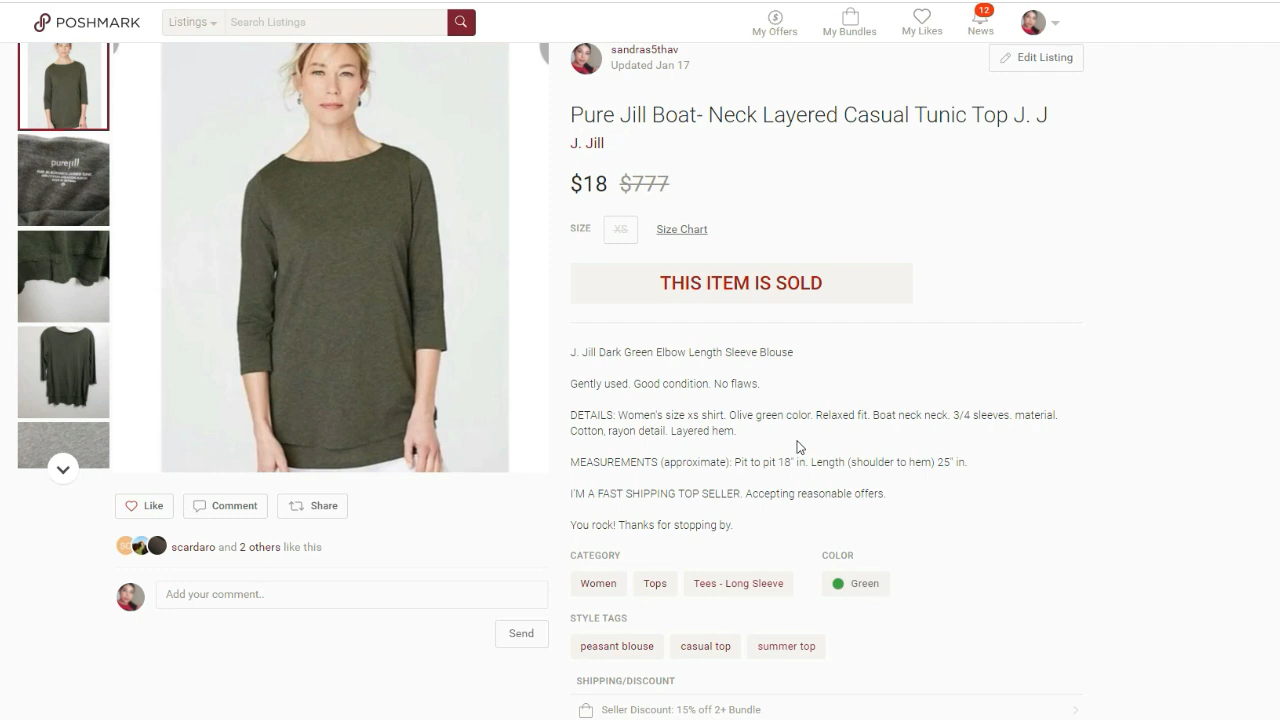 POSHMARK
Listings
Search Listings
My Offers
My Bundles
My Likes
12
News
sandras5thav
Updated Jan 17
Edit Listing
Pure Jill Boat- Neck Layered Casual Tunic Top J. J
J. Jill
$18 $777
SIZE
XS
Size Chart
THIS ITEM IS SOLD
J. Jill Dark Green Elbow Length Sleeve Blouse
Gently used. Good condition. No flaws.
DETAILS: Women's size xs shirt. Olive green color. Relaxed fit. Boat neck neck. 3/4 sleeves. material.
Cotton, rayon detail. Layered hem.
MEASUREMENTS (approximate): Pit to pit 18" in. Length (shoulder to hem) 25" in.
I'M A FAST SHIPPING TOP SELLER. Accepting reasonable offers.
You rock! Thanks for stopping by.
CATEGORY
Women
Tops
Tees - Long Sleeve
COLOR
Green
STYLE TAGS
peasant blouse
casual top
summer top
SHIPPING/DISCOUNT
Seller Discount: 15% off 2+ Bundle
purejill
Like
Comment
Share
scardaro and 2 others like this
Add your comment..
Send